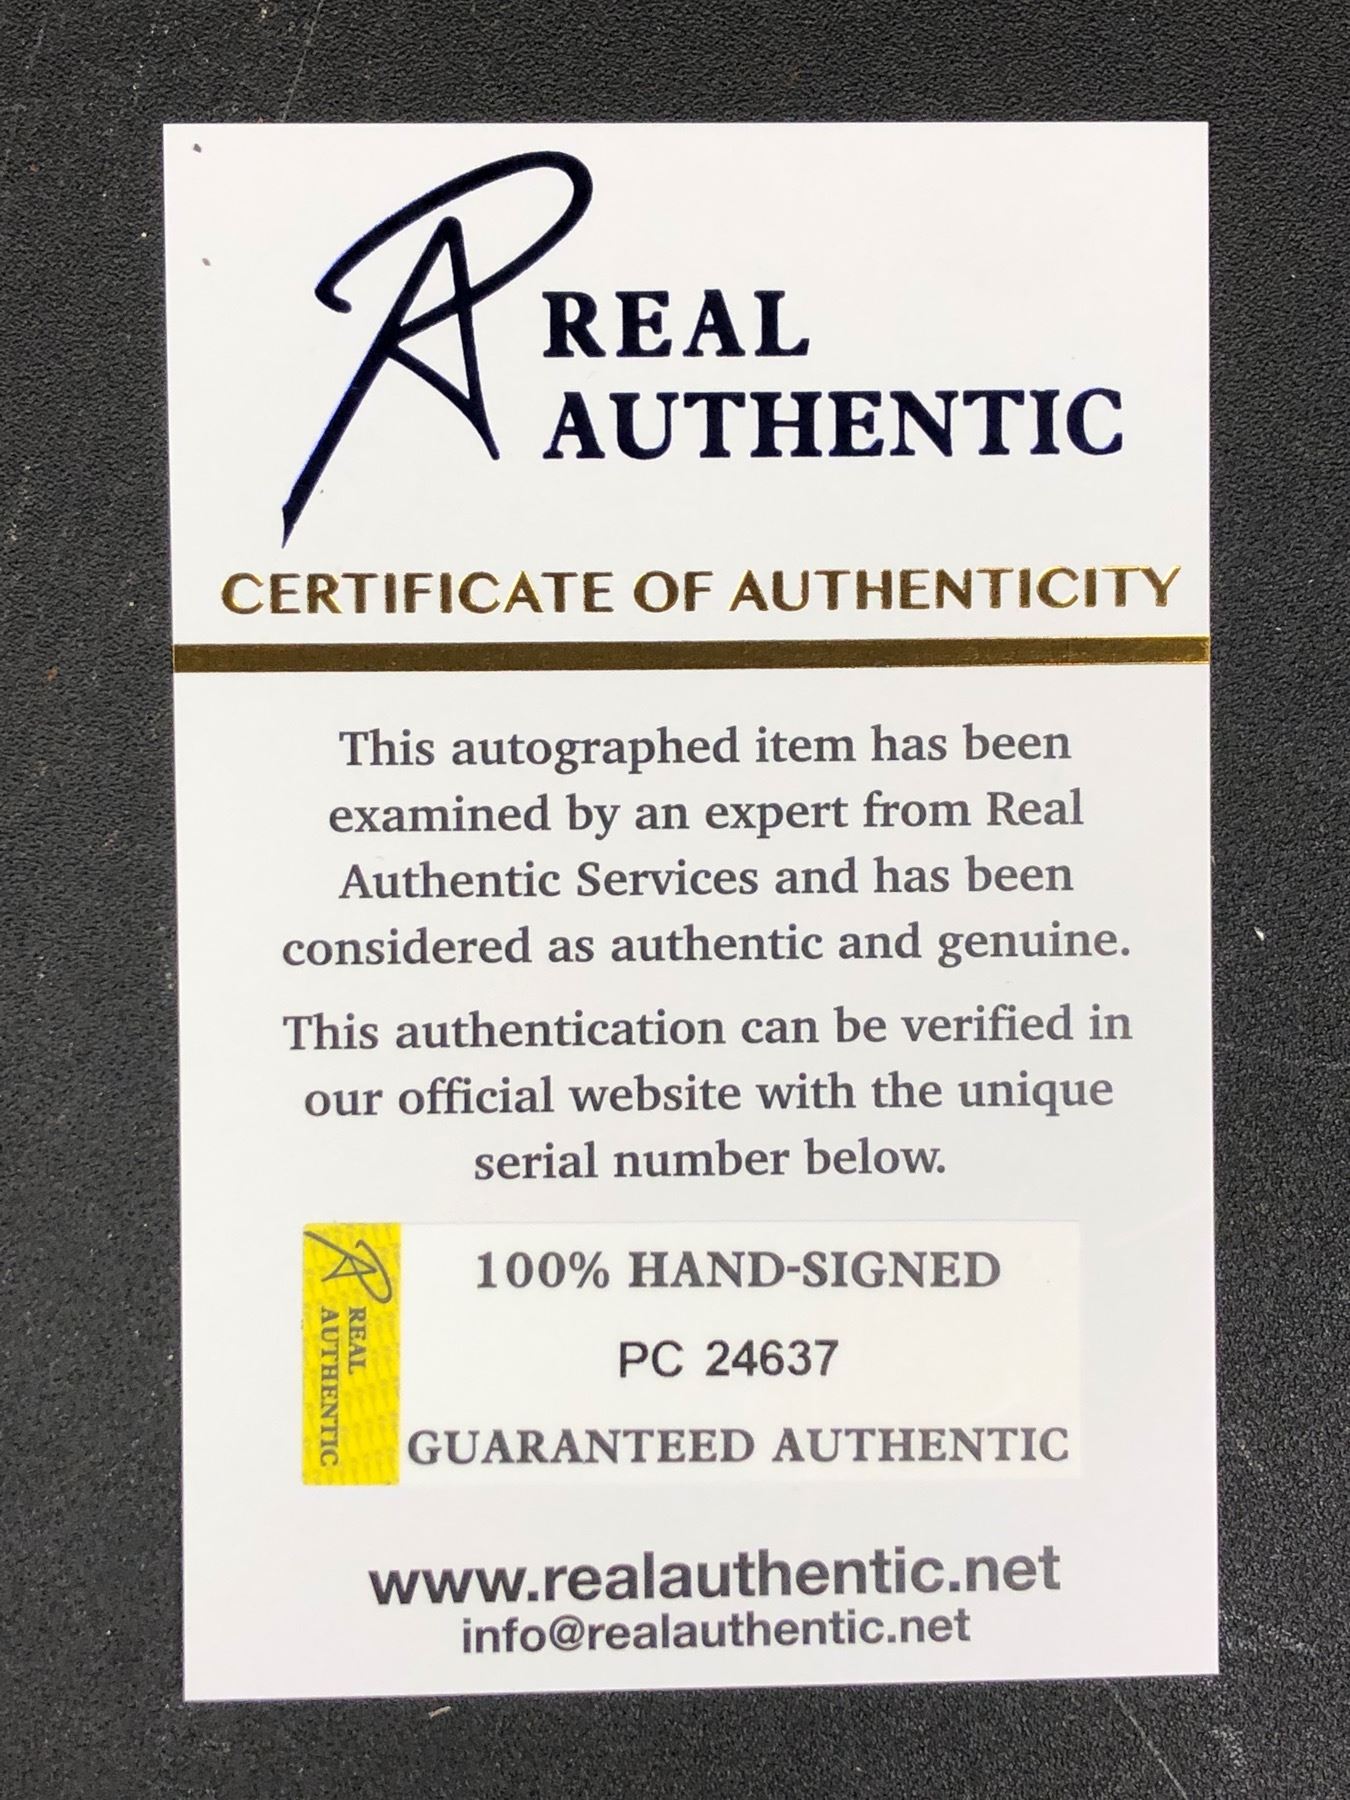 RA REAL
AUTHENTIC
CERTIFICATE OF AUTHENTICITY
This autographed item has been
examined by an expert from Real
Authentic Services and has been
considered as authentic and genuine.
This authentication can be verified in
our official website with the unique
serial number below.
RA REAL
AUTHENTIC
100% HAND-SIGNED
PC 24637
GUARANTEED AUTHENTIC
www.realauthentic.net
info@realauthentic.net